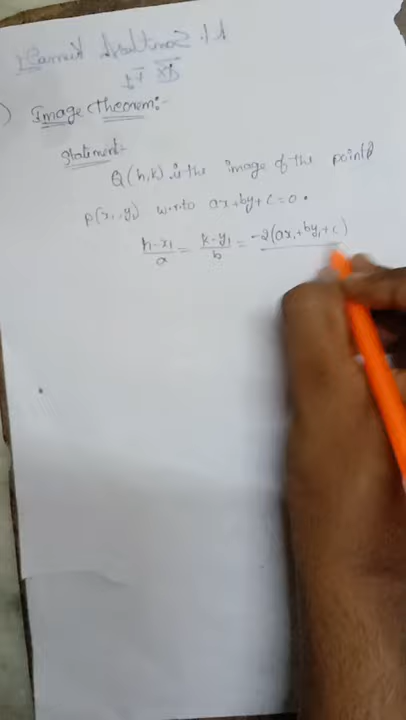 ) Image theorem:-
Statement:-
Q(h,k) is the image of the point
P(x₁,y₁) w.r.to ax+by+c=0.
h-x₁/a = k-y₁/b = -2(ax₁+by₁+c)/